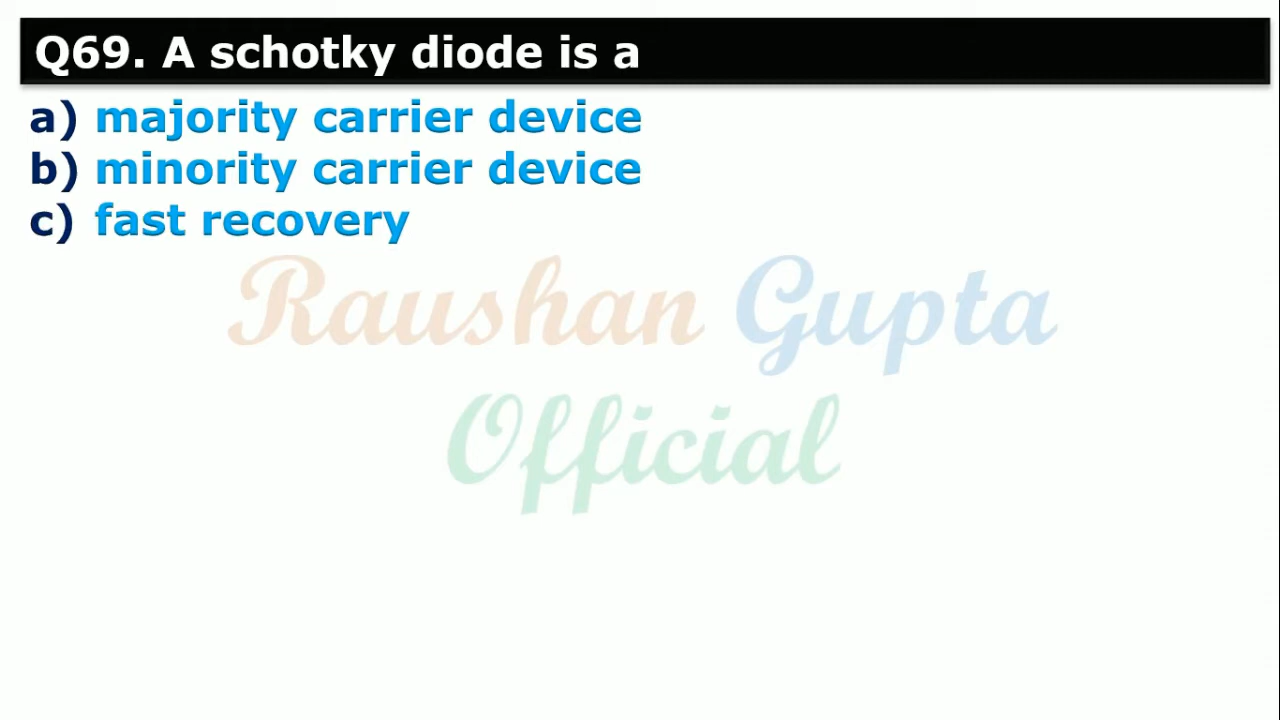 Q69. A schotky diode is a
a) majority carrier device
b) minority carrier device
c) fast recovery
Raushan Gupta
Official